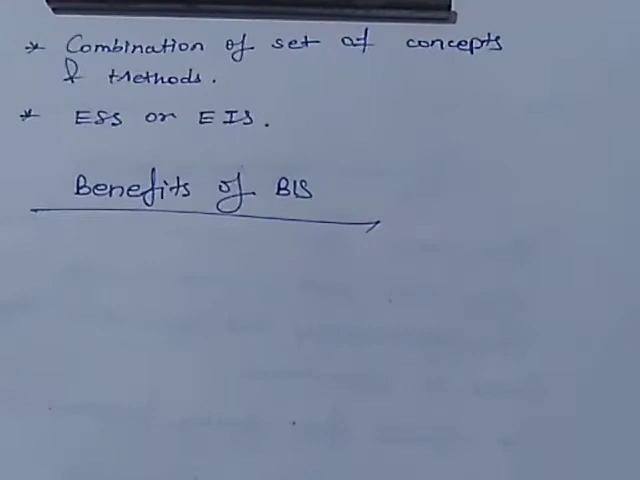 * Combination of set of concepts
& Methods.
* ESS or EIS.
Benefits of BIS